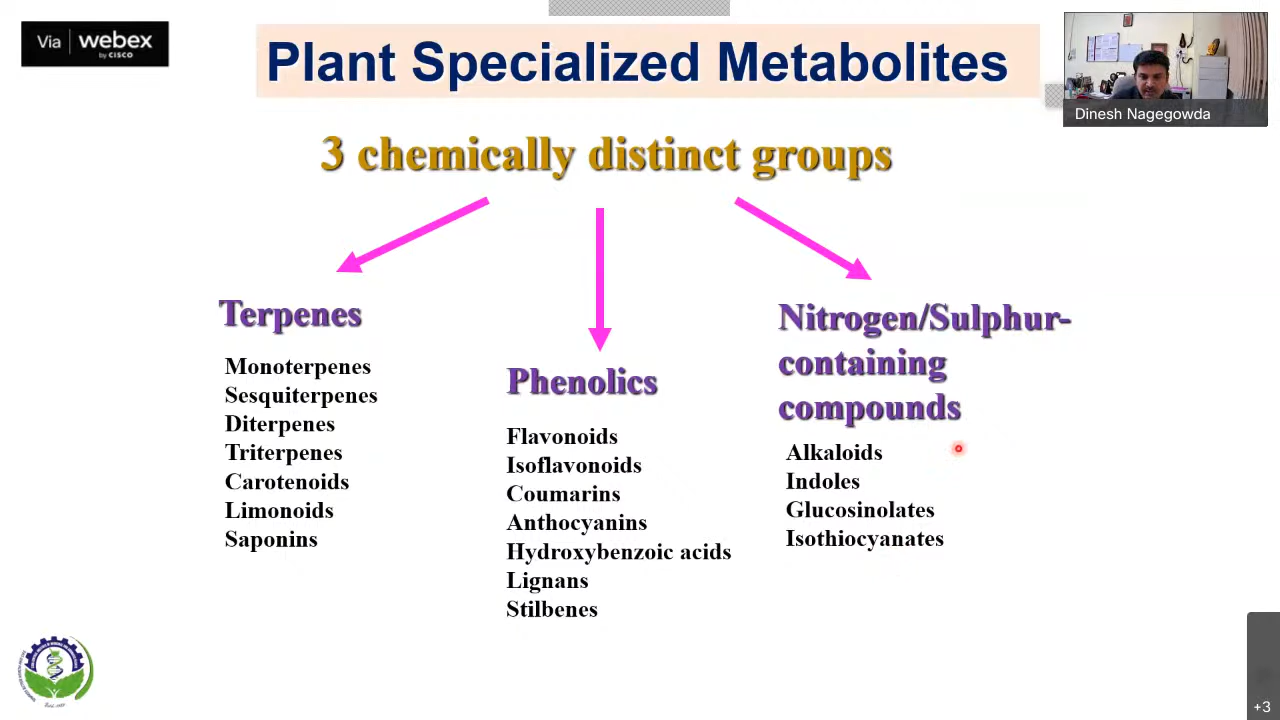 Via webex
by CISCO
Plant Specialized Metabolites
Dinesh Nagegowda
3 chemically distinct groups
Terpenes
Monoterpenes
Sesquiterpenes
Diterpenes
Triterpenes
Carotenoids
Limonoids
Saponins
Phenolics
Flavonoids
Isoflavonoids
Coumarins
Anthocyanins
Hydroxybenzoic acids
Lignans
Stilbenes
Nitrogen/Sulphur-
containing
compounds
Alkaloids
Indoles
Glucosinolates
Isothiocyanates
+3